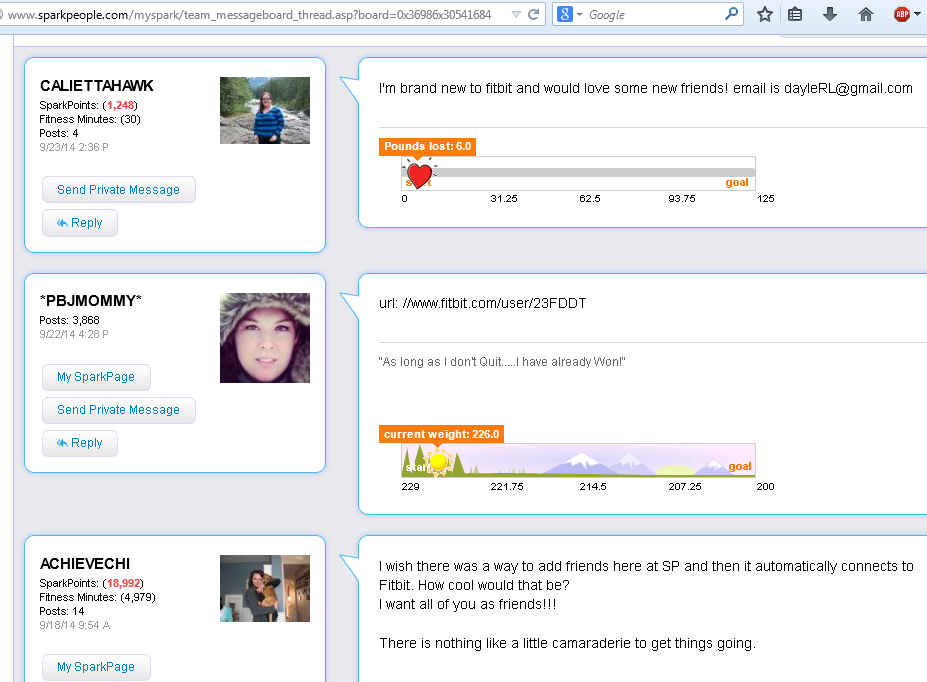 www.sparkpeople.com/myspark/team_messageboard_thread.asp?board=0x36986x30541684
8
Google
ABP
CALIETTAHAWK
SparkPoints: (1,248)
Fitness Minutes: (30)
Posts: 4
9/23/14 2:36 P
Send Private Message
Reply
I'm brand new to fitbit and would love some new friends! email is dayleRL@gmail.com
Pounds lost: 6.0
goal
0 31.25 62.5 93.75 125
*PBJMOMMY*
Posts: 3,868
9/22/14 4:28 P
My SparkPage
Send Private Message
Reply
url: //www.fitbit.com/user/23FDDT
"As long as I don't Quit.....I have already Won!"
current weight: 226.0
start goal
229 221.75 214.5 207.25 200
ACHIEVECHI
SparkPoints: (18,992)
Fitness Minutes: (4,979)
Posts: 14
9/18/14 9:54 A
My SparkPage
I wish there was a way to add friends here at SP and then it automatically connects to
Fitbit. How cool would that be?
I want all of you as friends!!!
There is nothing like a little camaraderie to get things going.